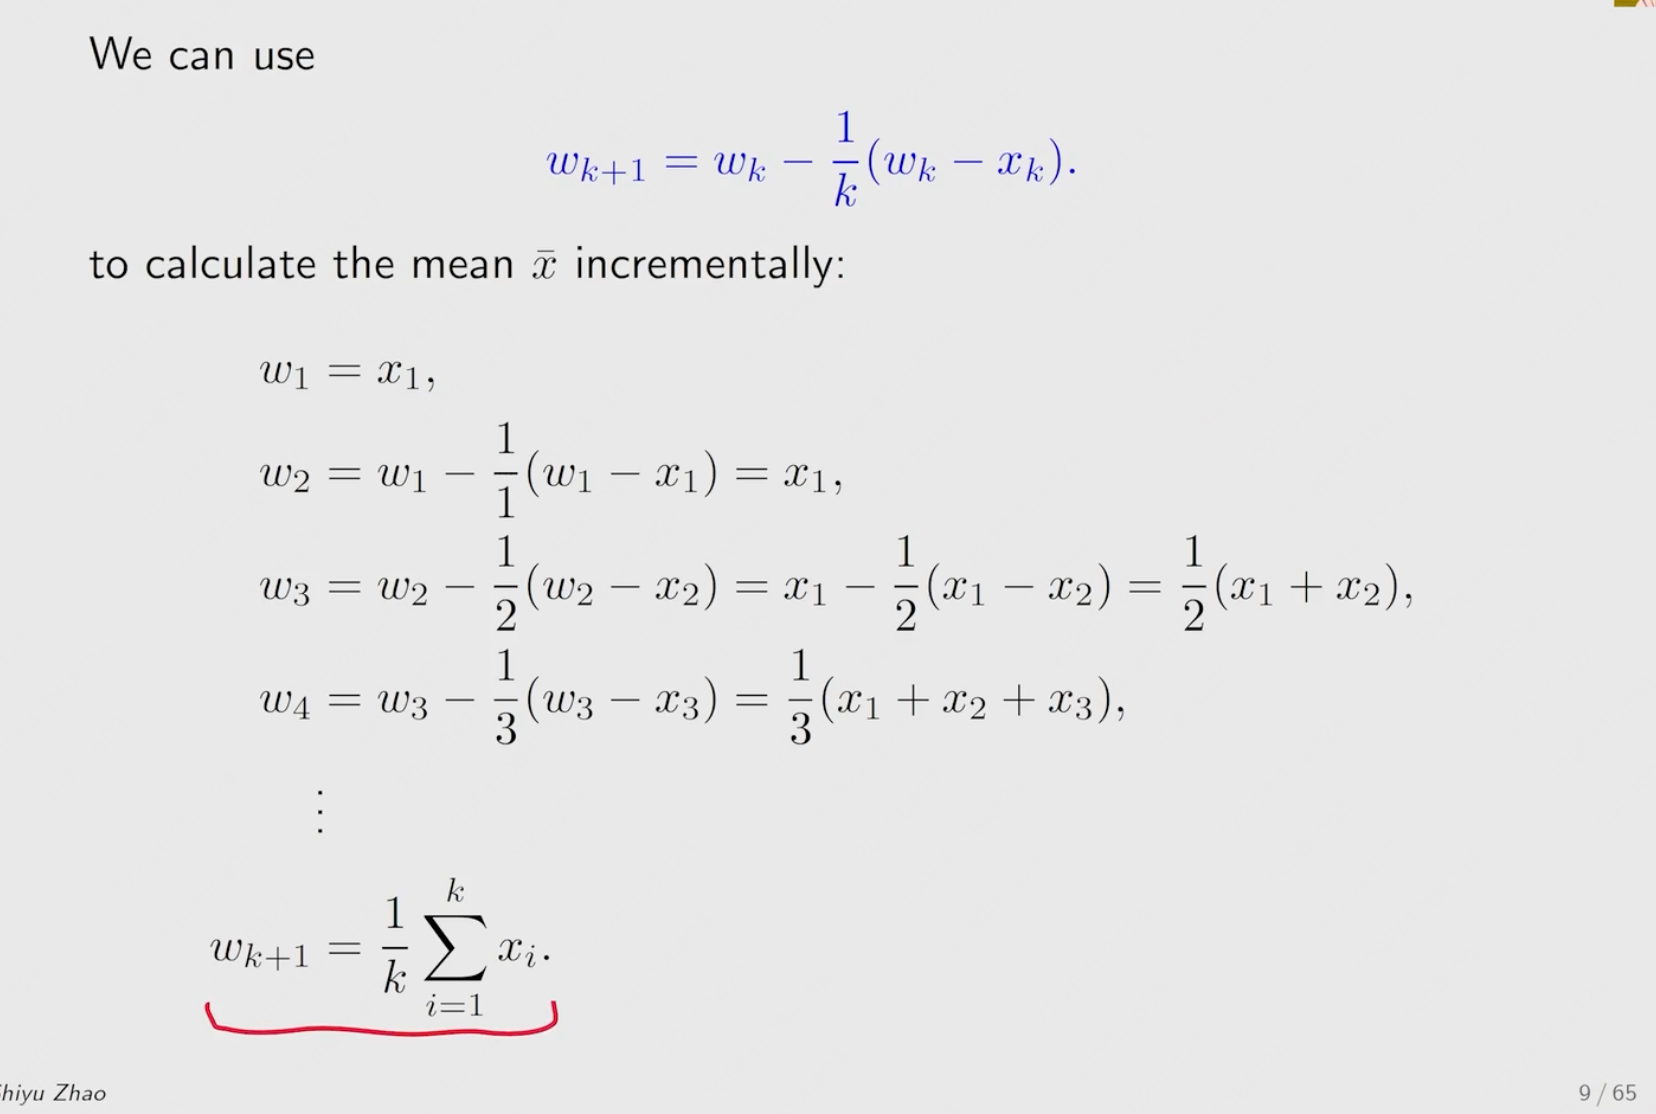 We can use
w_{k+1} = w_k − \frac{1}{k}(w_k − x_k).
to calculate the mean x̄ incrementally:
w_1 = x_1,
w_2 = w_1 − \frac{1}{1}(w_1 − x_1) = x_1,
w_3 = w_2 − \frac{1}{2}(w_2 − x_2) = x_1 − \frac{1}{2}(x_1 − x_2) = \frac{1}{2}(x_1 + x_2),
w_4 = w_3 − \frac{1}{3}(w_3 − x_3) = \frac{1}{3}(x_1 + x_2 + x_3),
⋮
w_{k+1} = \frac{1}{k} \sum_{i=1}^{k} x_i.
hiyu Zhao
9 / 65